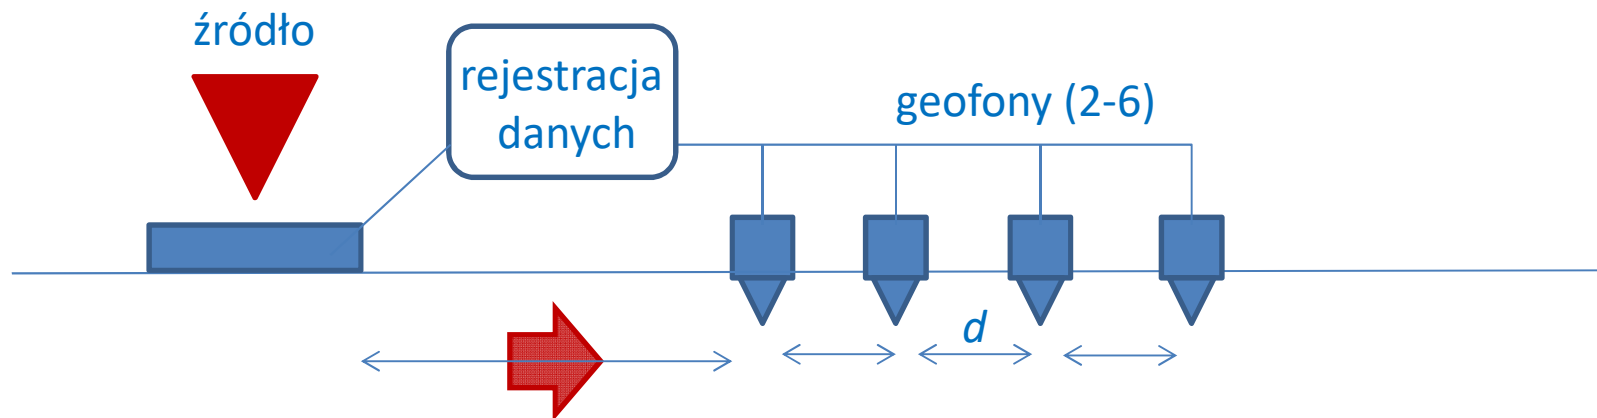 źródło
rejestracja
danych
geofony (2-6)
d